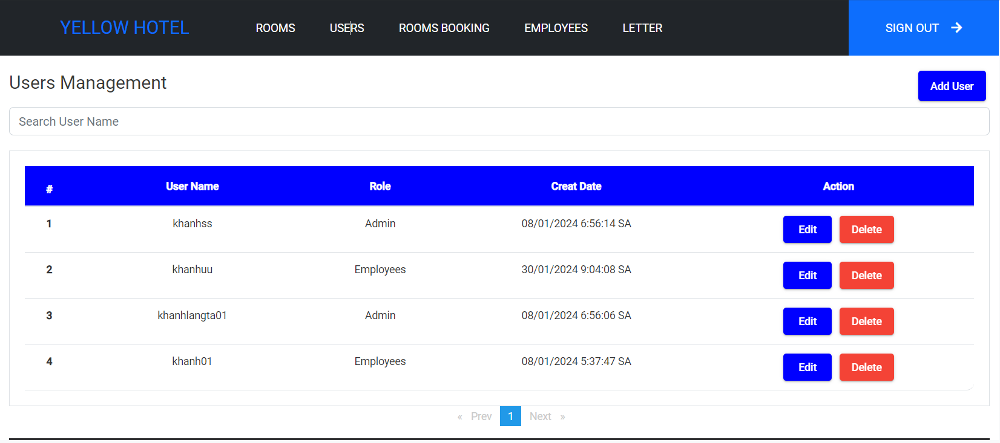 YELLOW HOTEL ROOMS USERS ROOMS BOOKING EMPLOYEES LETTER SIGN OUT
Users Management
Add User
Search User Name
# User Name Role Creat Date Action
1 khanhss Admin 08/01/2024 6:56:14 SA Edit Delete
2 khanhuu Employees 30/01/2024 9:04:08 SA Edit Delete
3 khanhlangta01 Admin 08/01/2024 6:56:06 SA Edit Delete
4 khanh01 Employees 08/01/2024 5:37:47 SA Edit Delete
« Prev 1 Next »